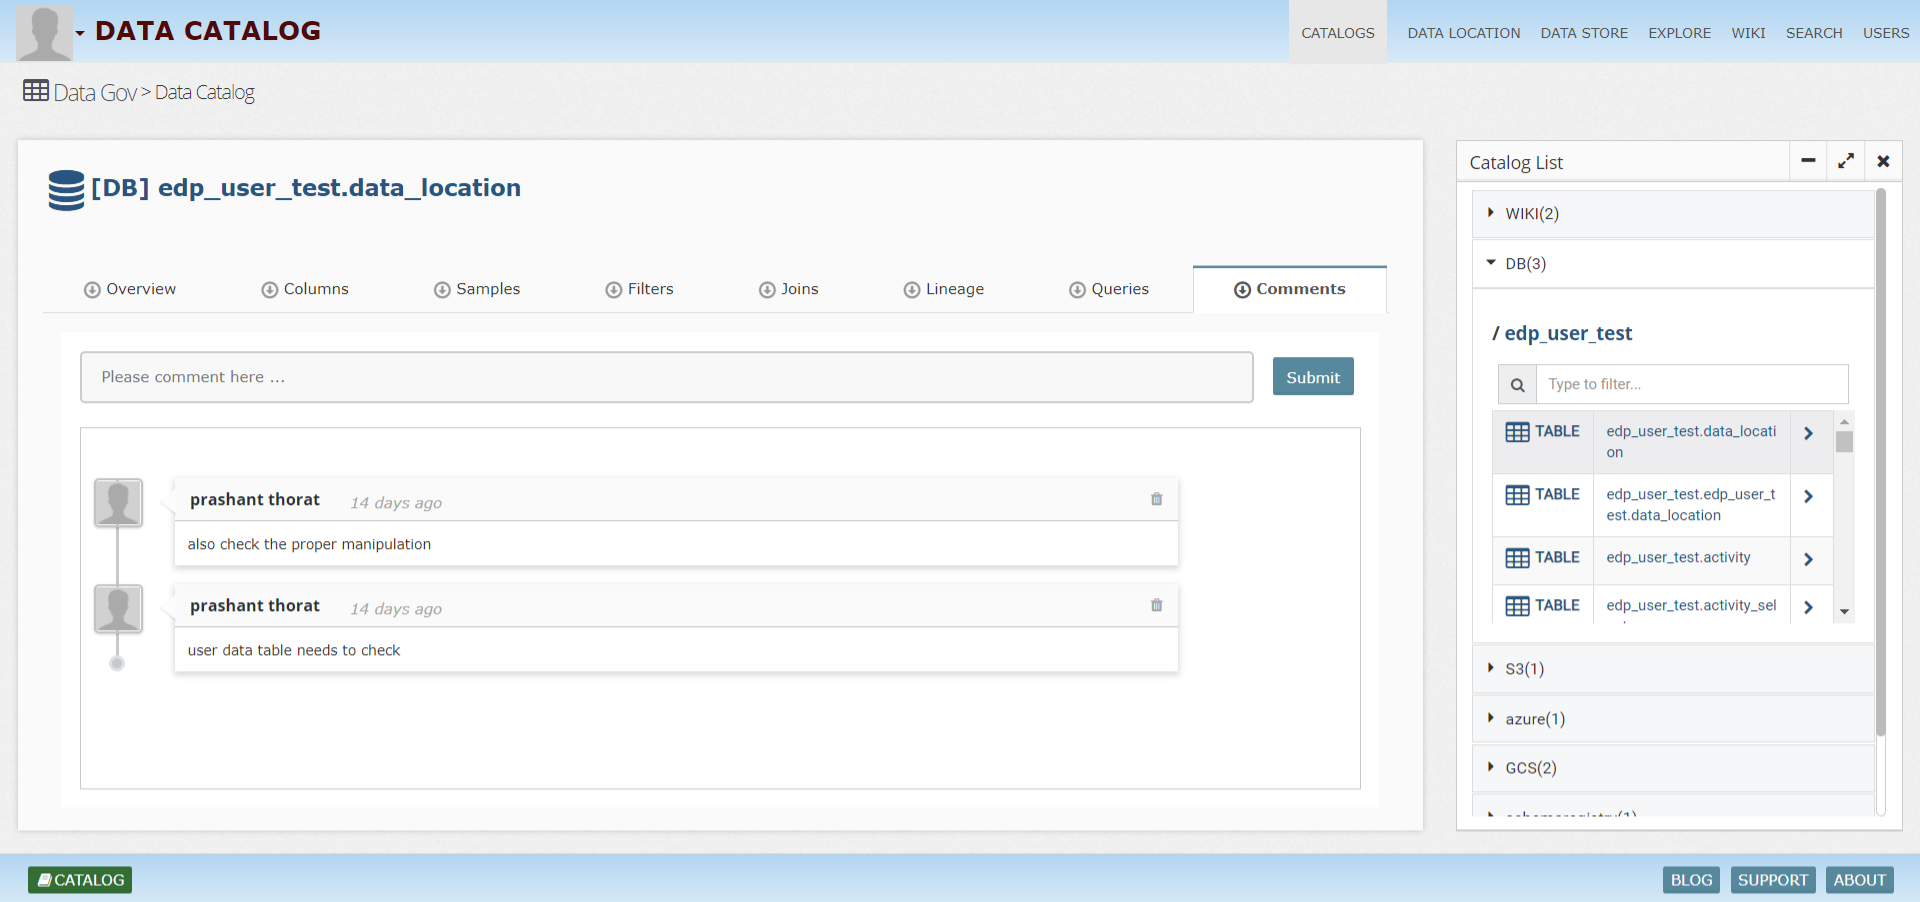 DATA CATALOG
CATALOGS DATA LOCATION DATA STORE EXPLORE WIKI SEARCH USERS
Data Gov > Data Catalog
[DB] edp_user_test.data_location
Overview Columns Samples Filters Joins Lineage Queries Comments
Please comment here ...
Submit
prashant thorat 14 days ago
also check the proper manipulation
prashant thorat 14 days ago
user data table needs to check
Catalog List
WIKI(2)
DB(3)
/ edp_user_test
Type to filter...
TABLE edp_user_test.data_locati
on
TABLE edp_user_test.edp_user_t
est.data_location
TABLE edp_user_test.activity
TABLE edp_user_test.activity_sel
S3(1)
azure(1)
GCS(2)
CATALOG
BLOG SUPPORT ABOUT